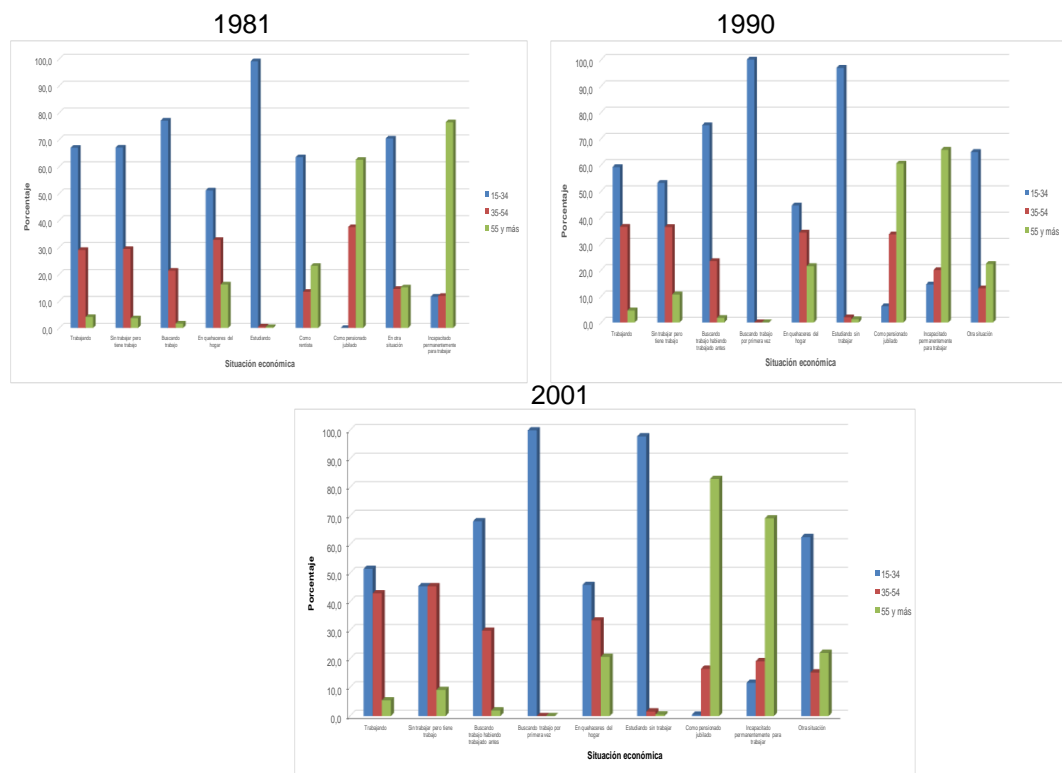 1981
100,0
90,0
80,0
70,0
60,0
50,0
40,0
30,0
20,0
10,0
0,0
Porcentaje
Trabajando
Sin trabajar pero
tiene trabajo
Buscando
trabajo
En quehaceres del
hogar
Estudiando
Como
rentista
Como pensionado
jubilado
En otra
situación
Incapacitado
permanentemente
para trabajar
Situación económica
15-34
35-54
55 y más
1990
100,0
90,0
80,0
70,0
60,0
50,0
40,0
30,0
20,0
10,0
0,0
Porcentaje
Trabajando
Sin trabajar pero
tiene trabajo
Buscando
trabajo habiendo
trabajado antes
Buscando trabajo
por primera vez
En quehaceres del
hogar
Estudiando sin
trabajar
Como pensionado
jubilado
Incapacitado
permanentemente
para trabajar
Otra situación
Situación económica
15-34
35-54
55 y más
2001
100,0
90,0
80,0
70,0
60,0
50,0
40,0
30,0
20,0
10,0
0,0
Porcentaje
Trabajando
Sin trabajar pero tiene
trabajo
Buscando
trabajo habiendo
trabajado antes
Buscando trabajo por
primera vez
En quehaceres del
hogar
Estudiando sin trabajar
Como pensionado
jubilado
Incapacitado
permanentemente para
trabajar
Otra situación
Situación económica
15-34
35-54
55 y más